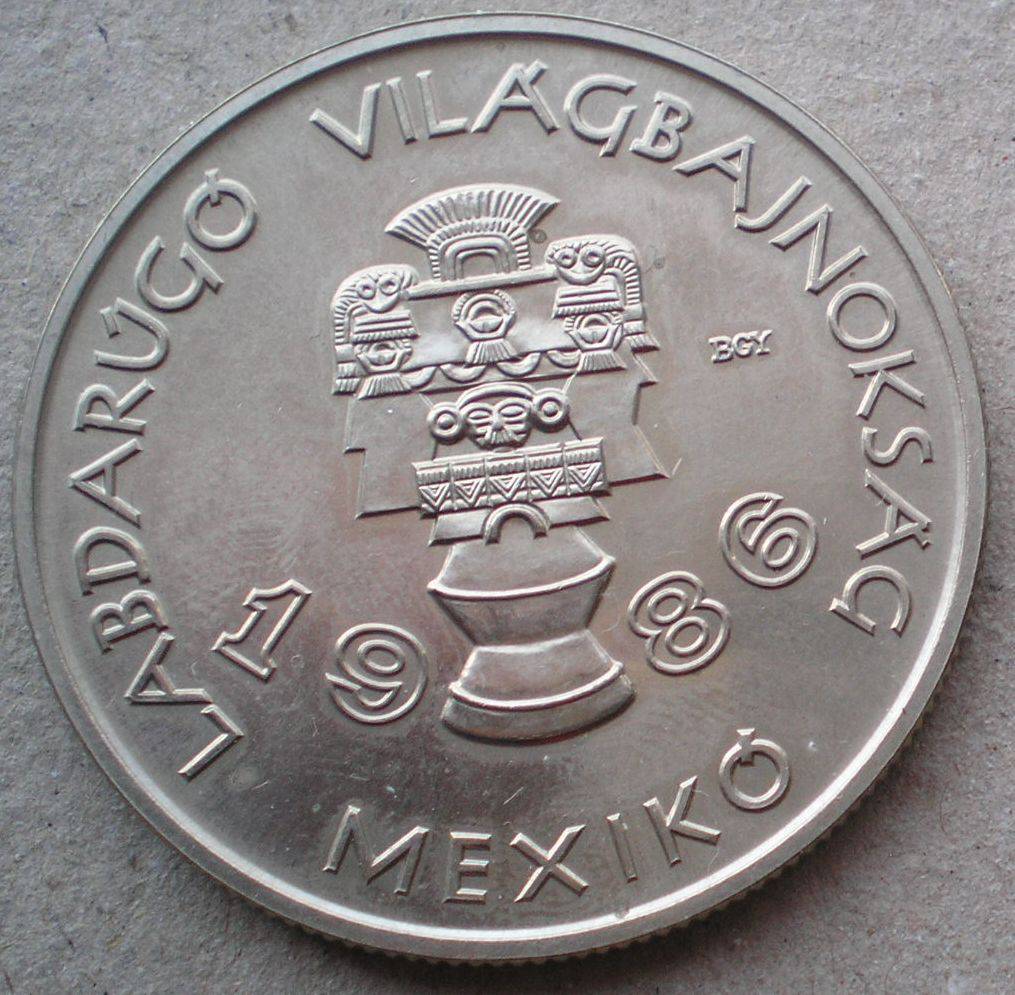 LABDARÚGÓ VILÁGBAJNOKSÁG
BGY
1986
MEXIKÓ